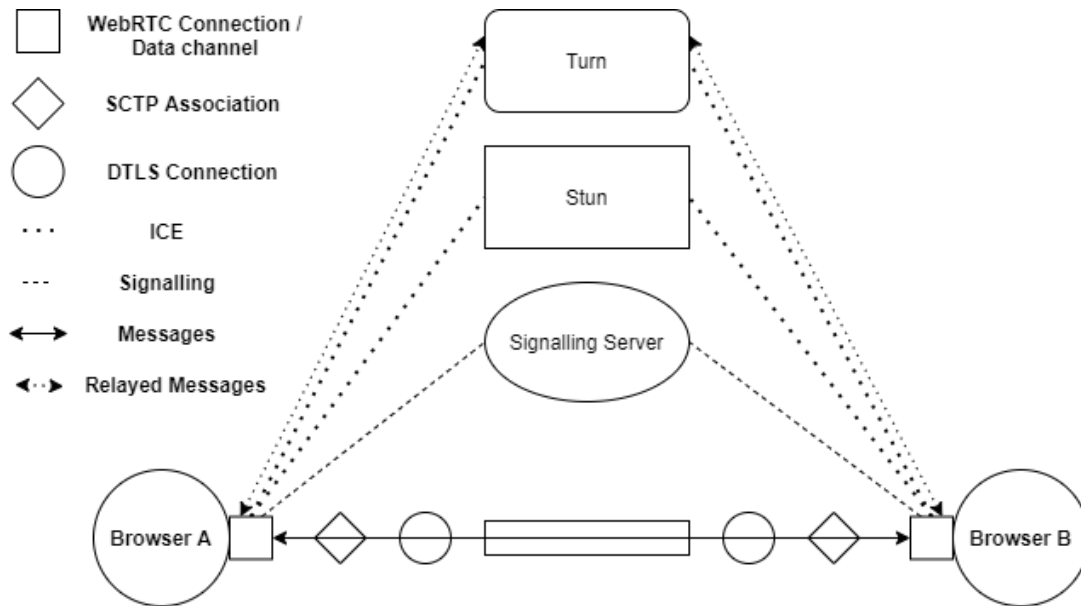 WebRTC Connection /
Data channel
SCTP Association
DTLS Connection
ICE
Signalling
Messages
Relayed Messages
Turn
Stun
Signalling Server
Browser A
Browser B